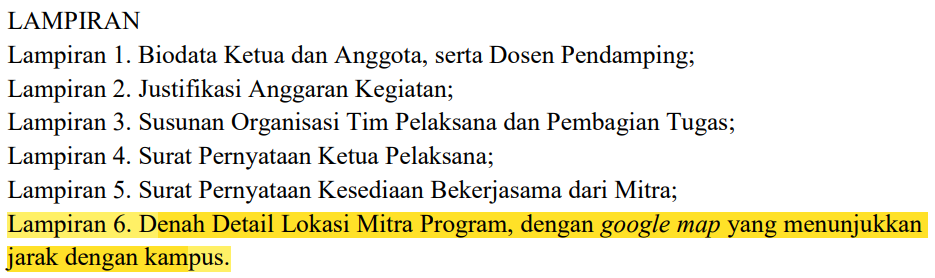 LAMPIRAN
Lampiran 1. Biodata Ketua dan Anggota, serta Dosen Pendamping;
Lampiran 2. Justifikasi Anggaran Kegiatan;
Lampiran 3. Susunan Organisasi Tim Pelaksana dan Pembagian Tugas;
Lampiran 4. Surat Pernyataan Ketua Pelaksana;
Lampiran 5. Surat Pernyataan Kesediaan Bekerjasama dari Mitra;
Lampiran 6. Denah Detail Lokasi Mitra Program, dengan google map yang menunjukkan
jarak dengan kampus.